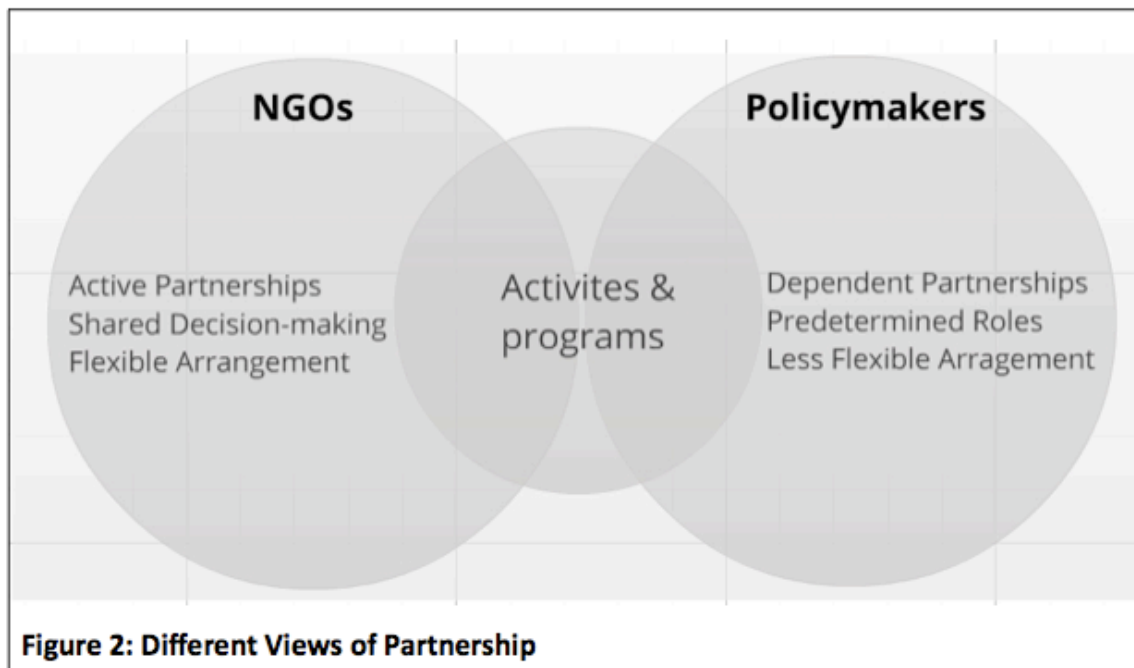 NGOs
Policymakers
Active Partnerships
Shared Decision-making
Flexible Arrangement
Activites &
programs
Dependent Partnerships
Predetermined Roles
Less Flexible Arragement
Figure 2: Different Views of Partnership